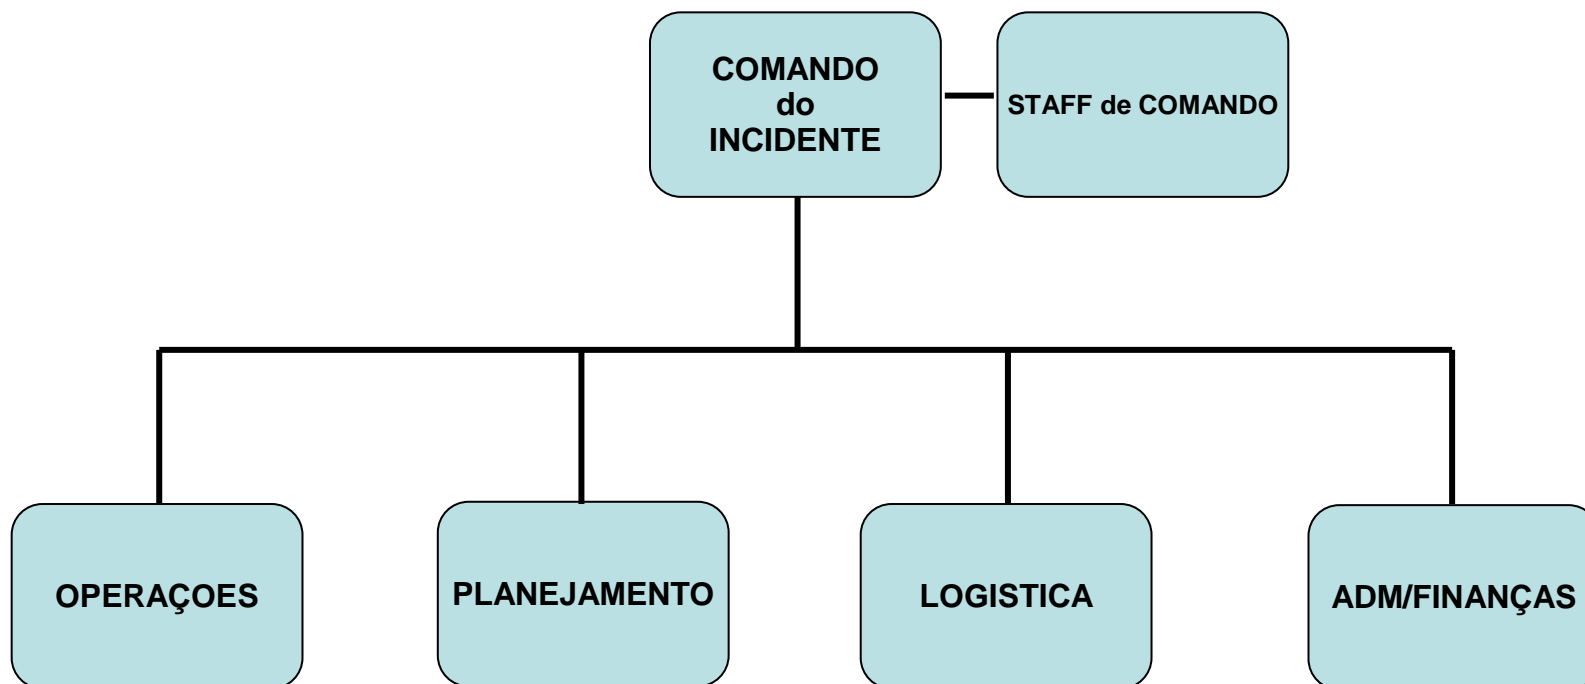 COMANDO
do
INCIDENTE
STAFF de COMANDO
OPERAÇOES
PLANEJAMENTO
LOGISTICA
ADM/FINANÇAS